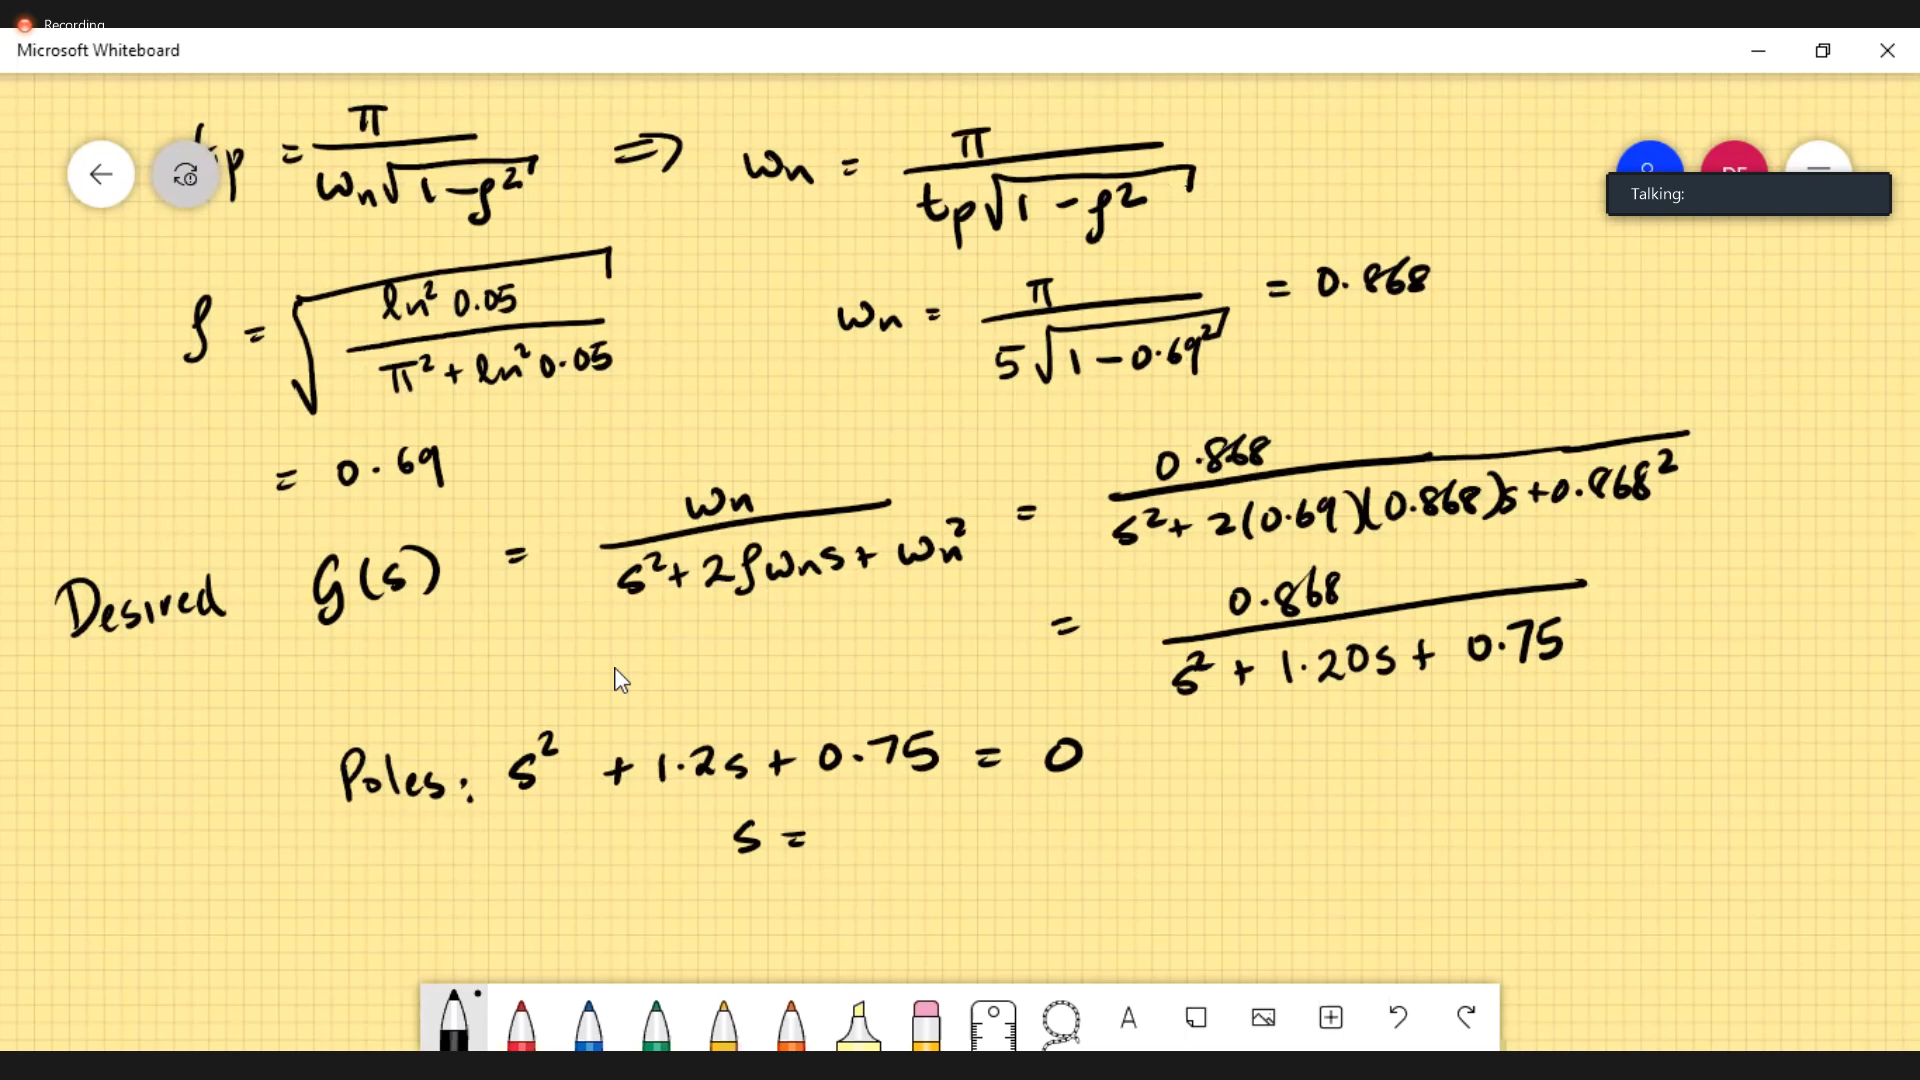 Recording
Microsoft Whiteboard
tp = π / (ωn√(1-ζ²)) ⇒ ωn = π / (tp√(1-ζ²))
ζ = √(ln² 0.05 / (π² + ln² 0.05))
ωn = π / (5√(1-0.69²)) = 0.868
= 0.69
Desired G(s) = ωn / (s² + 2ζωns + ωn²) = 0.868 / (s² + 2(0.69)(0.868)s + 0.868²)
= 0.868 / (s² + 1.20s + 0.75)
Poles: s² + 1.2s + 0.75 = 0
s =
Talking:
A